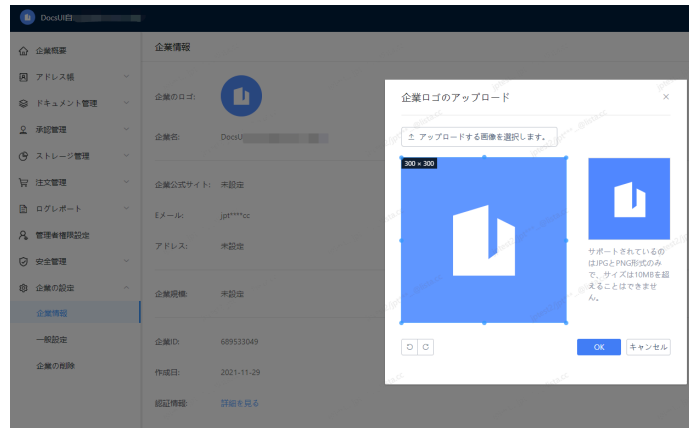 DocsUI白
企業概要
アドレス帳
ドキュメント管理
承認管理
ストレージ管理
注文管理
ログレポート
管理者権限設定
安全管理
企業の設定
企業情報
一般設定
企業の削除
企業情報
企業のロゴ:
企業名: DocsU
企業公式サイト: 未設定
Eメール: jpt****cc
アドレス: 未設定
企業規模: 未設定
企業ID: 689533049
作成日: 2021-11-29
認証情報: 詳細を見る
企業ロゴのアップロード ×
アップロードする画像を選択します。
300 × 300
サポートされているの
はJPGとPNG形式のみ
で、サイズは10MBを超
えることはできませ
ん。
OK キャンセル